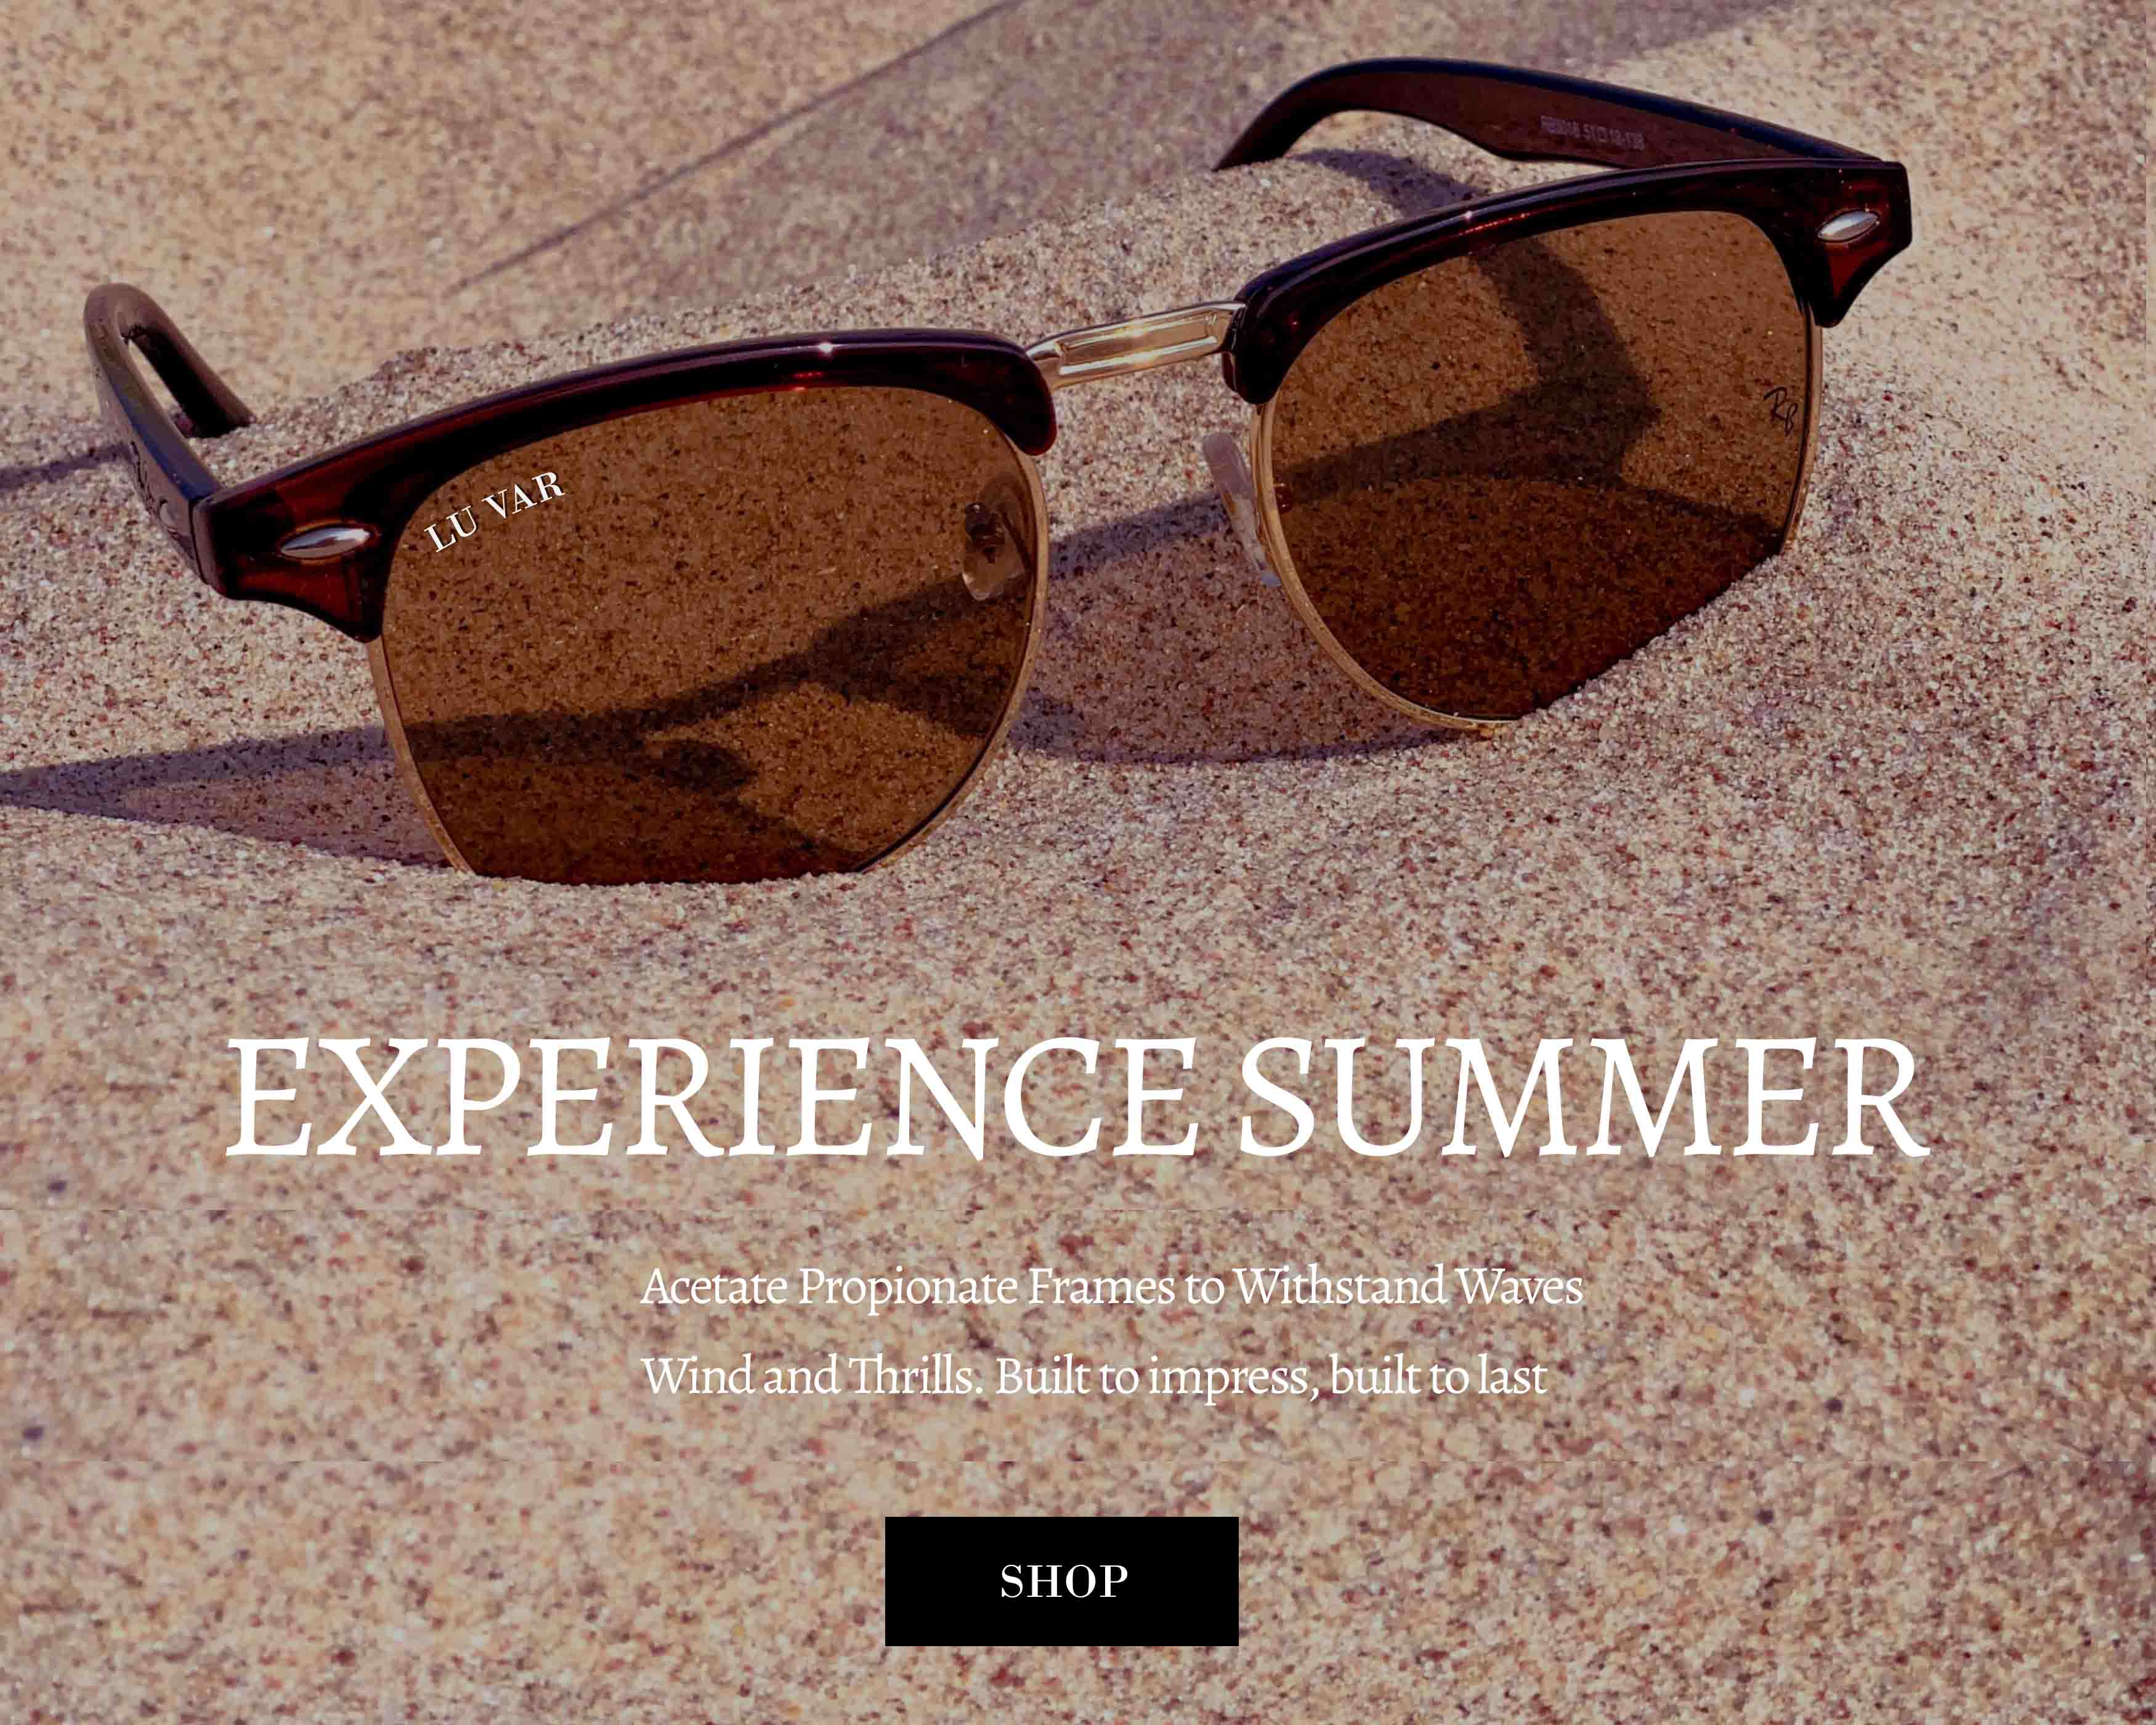 LU VAR
EXPERIENCE SUMMER
Acetate Propionate Frames to Withstand Waves
Wind and Thrills. Built to impress, built to last
SHOP